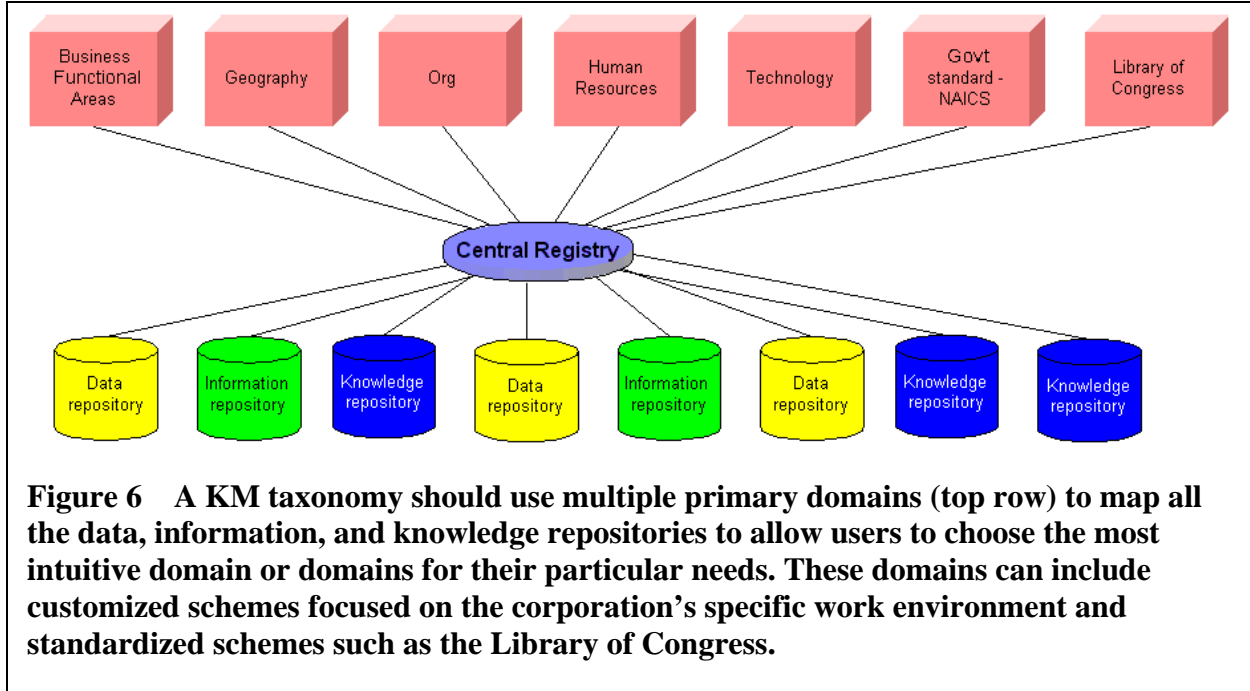 Business
Functional
Areas
Geography
Org
Human
Resources
Technology
Govt
standard -
NAICS
Library of
Congress
Central Registry
Data
repository
Information
repository
Knowledge
repository
Data
repository
Information
repository
Data
repository
Knowledge
repository
Knowledge
repository
Figure 6 A KM taxonomy should use multiple primary domains (top row) to map all
the data, information, and knowledge repositories to allow users to choose the most
intuitive domain or domains for their particular needs. These domains can include
customized schemes focused on the corporation’s specific work environment and
standardized schemes such as the Library of Congress.